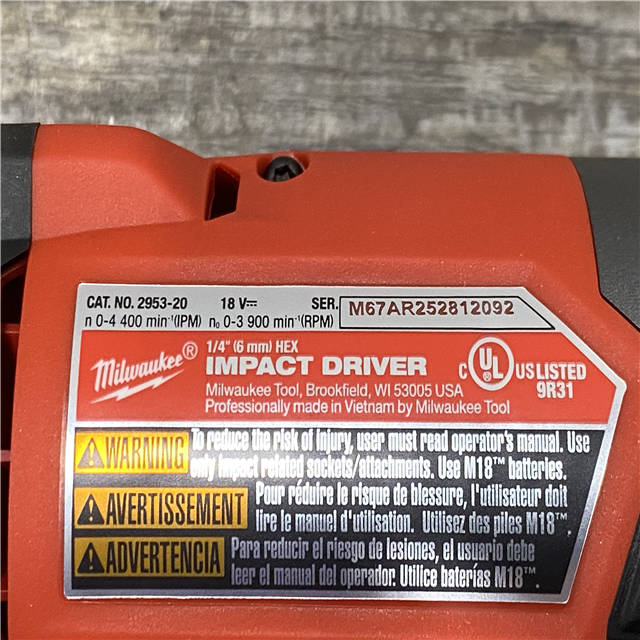 CAT. NO. 2953-20 18 V⎓ SER. M67AR252812092
n 0-4 400 min⁻¹(IPM) n₀ 0-3 900 min⁻¹(RPM)
Milwaukee®
1/4" (6 mm) HEX
IMPACT DRIVER
Milwaukee Tool, Brookfield, WI 53005 USA
Professionally made in Vietnam by Milwaukee Tool
C UL® US LISTED
9R31
WARNING To reduce the risk of injury, user must read operator's manual. Use
only impact related sockets/attachments. Use M18™ batteries.
AVERTISSEMENT Pour réduire le risque de blessure, l'utilisateur doit
lire le manuel d'utilisation. Utilisez des piles M18™.
ADVERTENCIA Para reducir el riesgo de lesiones, el usuario debe
leer el manual del operador. Utilice baterías M18™.